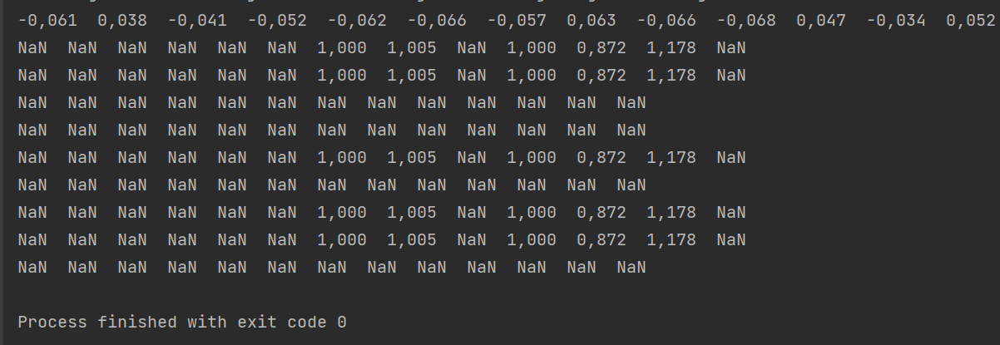 -0,061 0,038 -0,041 -0,052 -0,062 -0,066 -0,057 0,063 -0,066 -0,068 0,047 -0,034 0,052
NaN NaN NaN NaN NaN NaN 1,000 1,005 NaN 1,000 0,872 1,178 NaN
NaN NaN NaN NaN NaN NaN 1,000 1,005 NaN 1,000 0,872 1,178 NaN
NaN NaN NaN NaN NaN NaN NaN NaN NaN NaN NaN NaN NaN
NaN NaN NaN NaN NaN NaN NaN NaN NaN NaN NaN NaN NaN
NaN NaN NaN NaN NaN NaN 1,000 1,005 NaN 1,000 0,872 1,178 NaN
NaN NaN NaN NaN NaN NaN NaN NaN NaN NaN NaN NaN NaN
NaN NaN NaN NaN NaN NaN 1,000 1,005 NaN 1,000 0,872 1,178 NaN
NaN NaN NaN NaN NaN NaN 1,000 1,005 NaN 1,000 0,872 1,178 NaN
NaN NaN NaN NaN NaN NaN NaN NaN NaN NaN NaN NaN NaN
Process finished with exit code 0